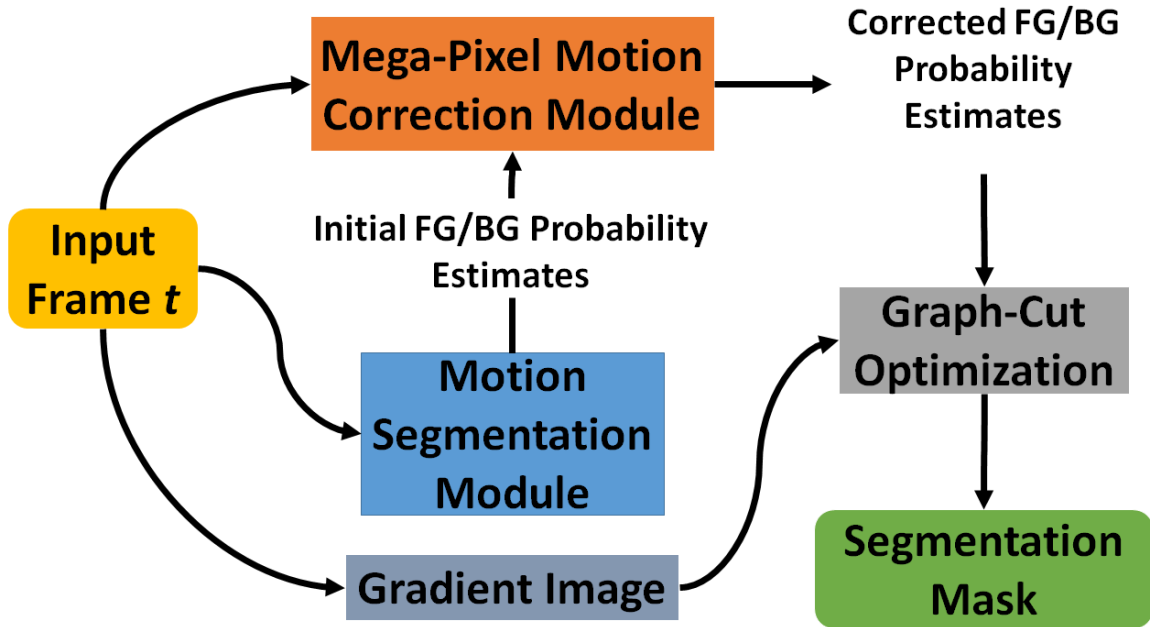 Mega-Pixel Motion
Correction Module
Corrected FG/BG
Probability
Estimates
Input
Frame t
Initial FG/BG Probability
Estimates
Motion
Segmentation
Module
Graph-Cut
Optimization
Gradient Image
Segmentation
Mask